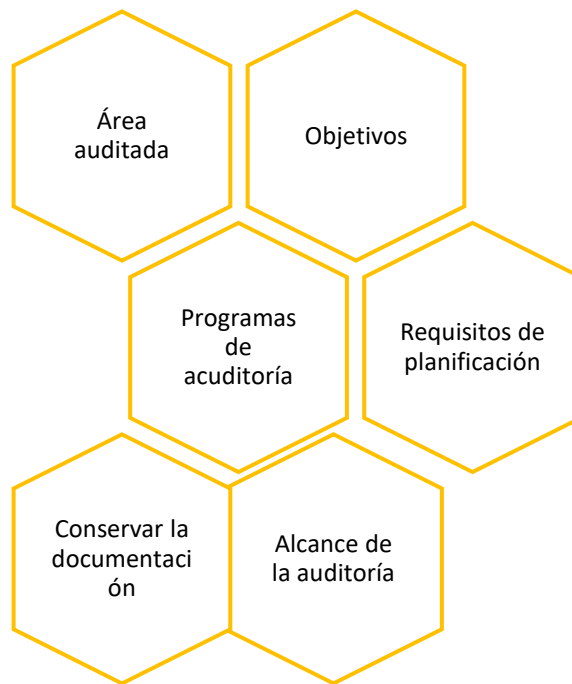 Área
auditada
Objetivos
Programas
de
acuditoría
Requisitos de
planificación
Conservar la
documentaci
ón
Alcance de
la auditoría